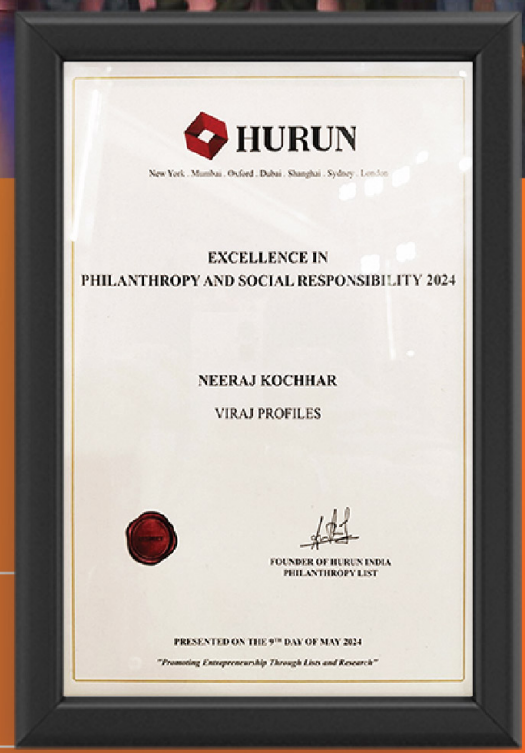 HURUN
New York . Mumbai . Oxford . Dubai . Shanghai . Sydney . London
EXCELLENCE IN
PHILANTHROPY AND SOCIAL RESPONSIBILITY 2024
NEERAJ KOCHHAR
VIRAJ PROFILES
FOUNDER OF HURUN INDIA
PHILANTHROPY LIST
PRESENTED ON THE 9TH DAY OF MAY 2024
"Promoting Entrepreneurship Through Lists and Research"